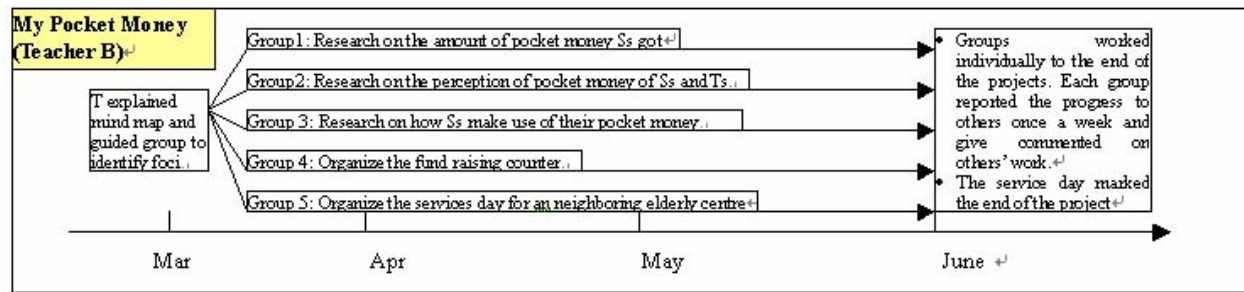 My Pocket Money
(Teacher B)
T explained
mind map and
guided group to
identify foci.
Group1: Research on the amount of pocket money Ss got
Group2: Research on the perception of pocket money of Ss and Ts.
Group 3: Research on how Ss make use of their pocket money.
Group 4: Organize the fund raising counter.
Group 5: Organize the services day for an neighboring elderly centre
• Groups worked
individually to the end of
the projects. Each group
reported the progress to
others once a week and
give commented on
others' work.
• The service day marked
the end of the project
Mar Apr May June